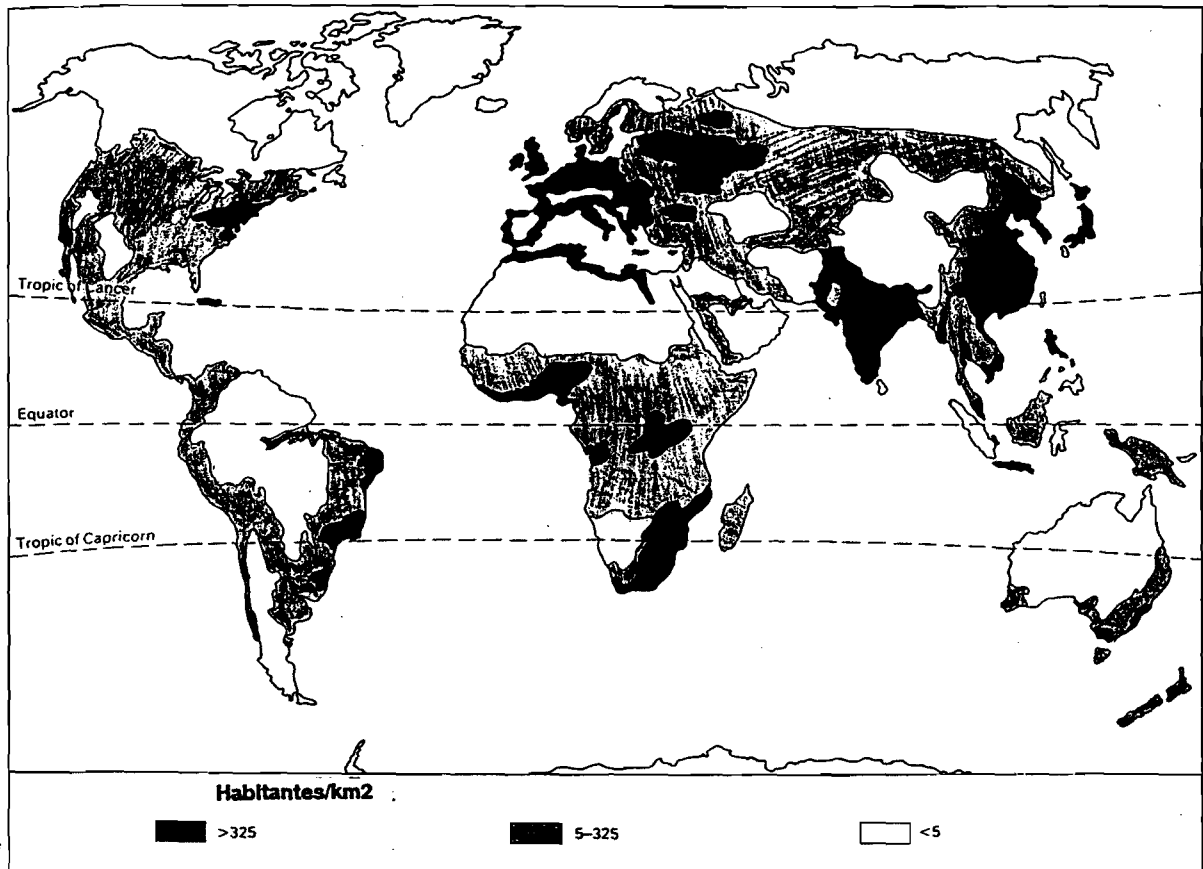 Tropic of Cancer
Equator
Tropic of Capricorn
Habitantes/km2
>325
5–325
<5